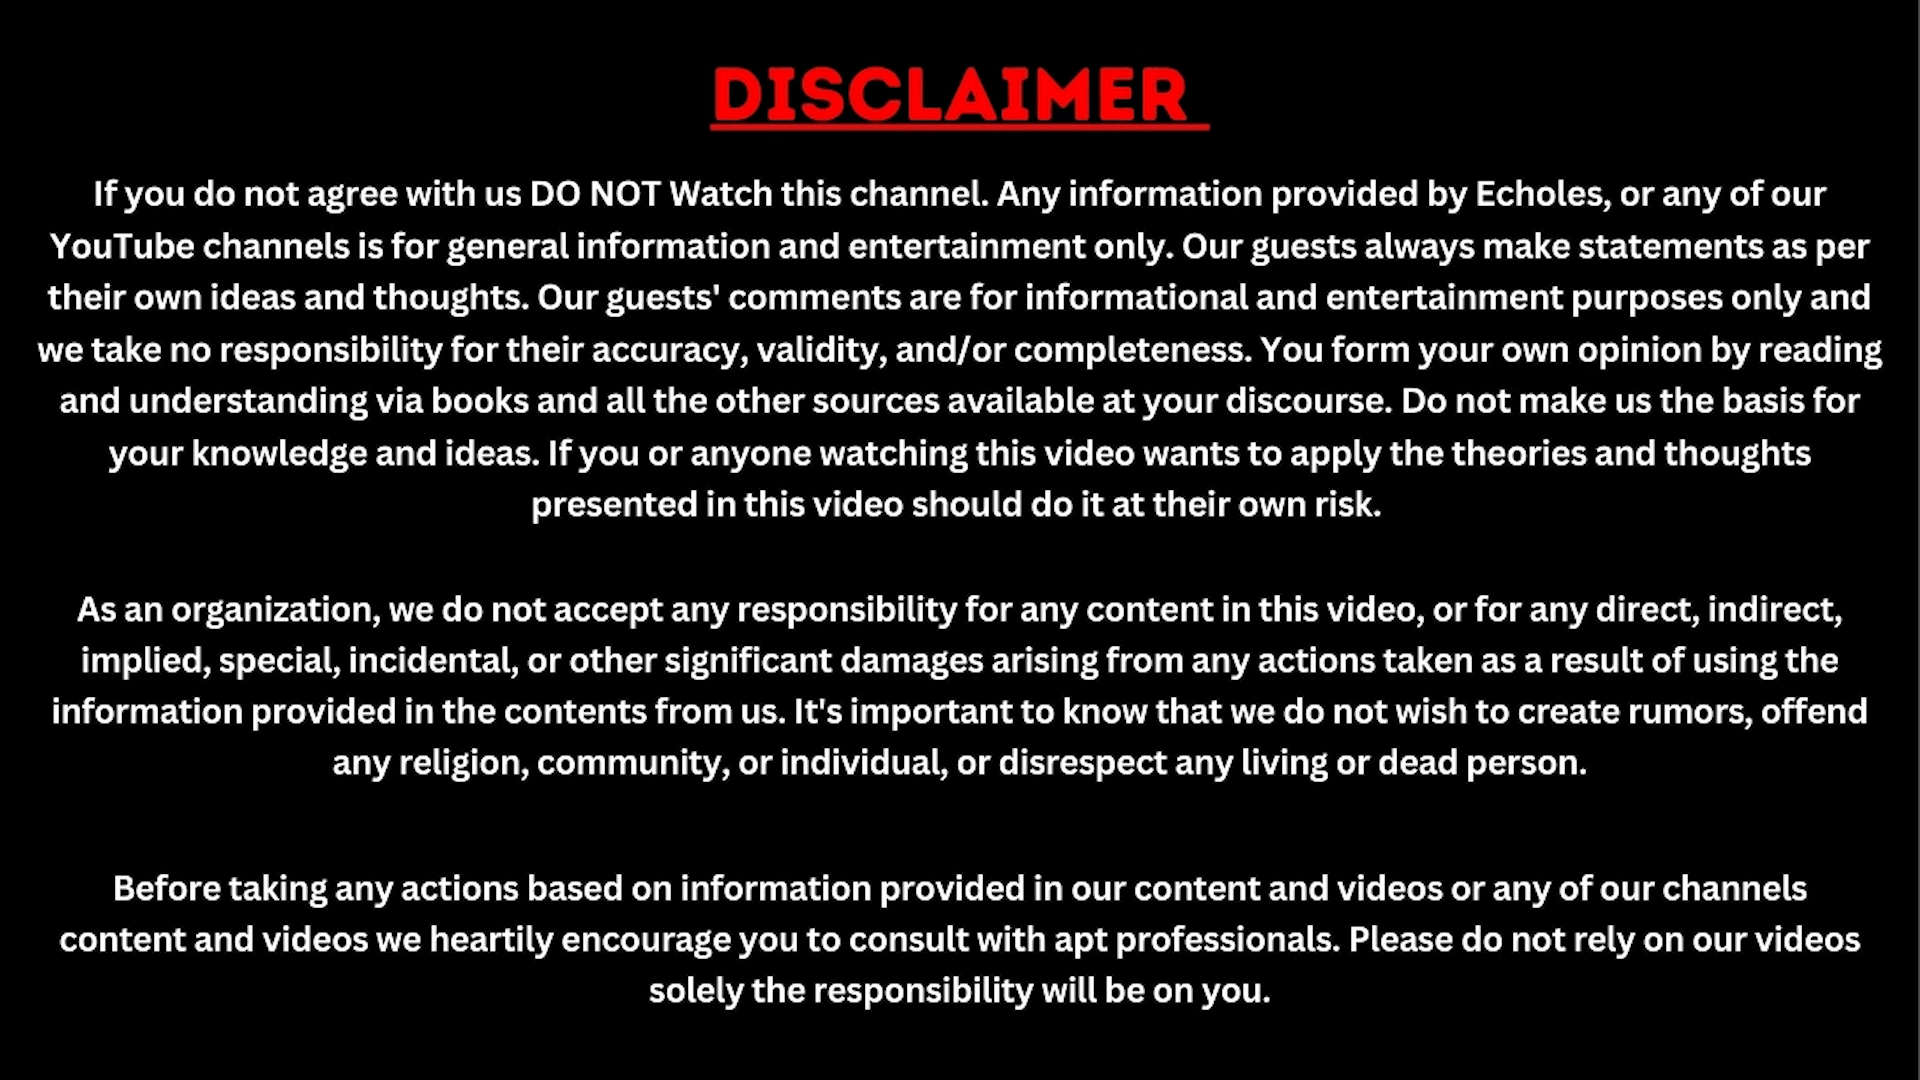 DISCLAIMER
If you do not agree with us DO NOT Watch this channel. Any information provided by Echoles, or any of our
YouTube channels is for general information and entertainment only. Our guests always make statements as per
their own ideas and thoughts. Our guests' comments are for informational and entertainment purposes only and
we take no responsibility for their accuracy, validity, and/or completeness. You form your own opinion by reading
and understanding via books and all the other sources available at your discourse. Do not make us the basis for
your knowledge and ideas. If you or anyone watching this video wants to apply the theories and thoughts
presented in this video should do it at their own risk.
As an organization, we do not accept any responsibility for any content in this video, or for any direct, indirect,
implied, special, incidental, or other significant damages arising from any actions taken as a result of using the
information provided in the contents from us. It's important to know that we do not wish to create rumors, offend
any religion, community, or individual, or disrespect any living or dead person.
Before taking any actions based on information provided in our content and videos or any of our channels
content and videos we heartily encourage you to consult with apt professionals. Please do not rely on our videos
solely the responsibility will be on you.